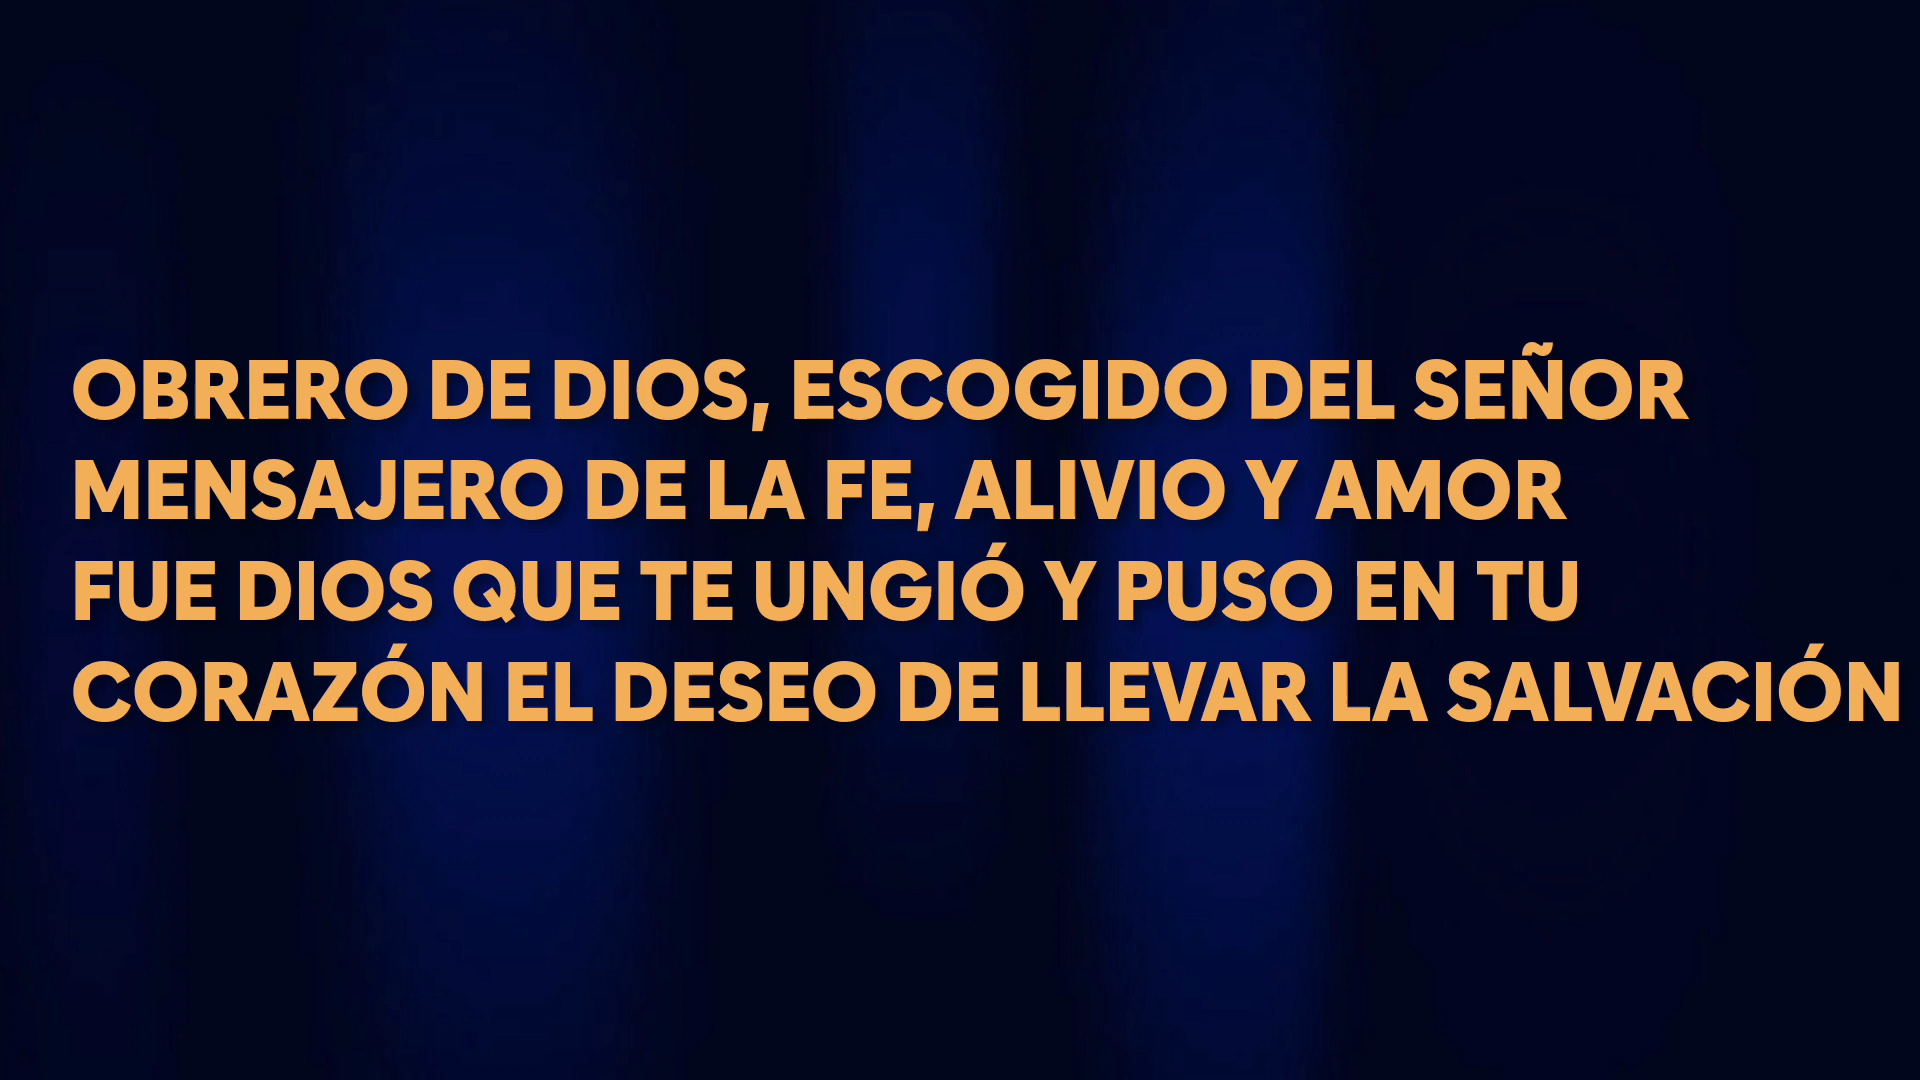 OBRERO DE DIOS, ESCOGIDO DEL SEÑOR
MENSAJERO DE LA FE, ALIVIO Y AMOR
FUE DIOS QUE TE UNGIÓ Y PUSO EN TU
CORAZÓN EL DESEO DE LLEVAR LA SALVACIÓN